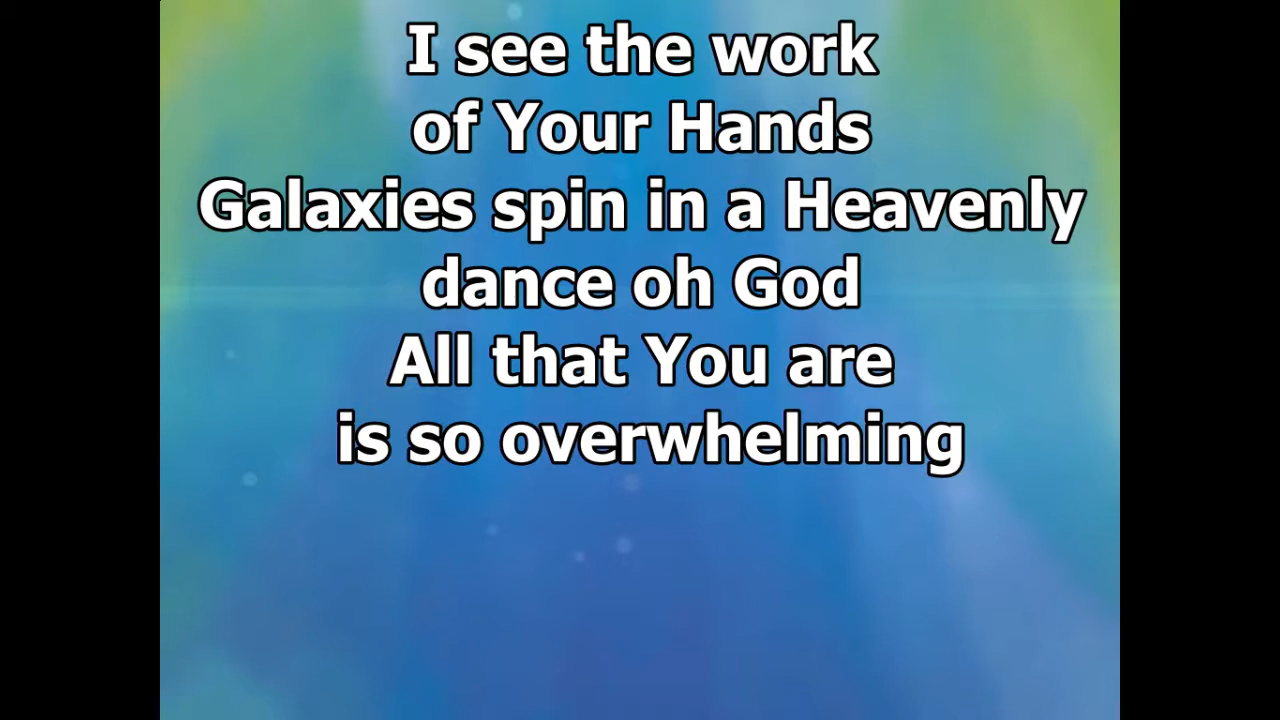 I see the work
of Your Hands
Galaxies spin in a Heavenly
dance oh God
All that You are
is so overwhelming